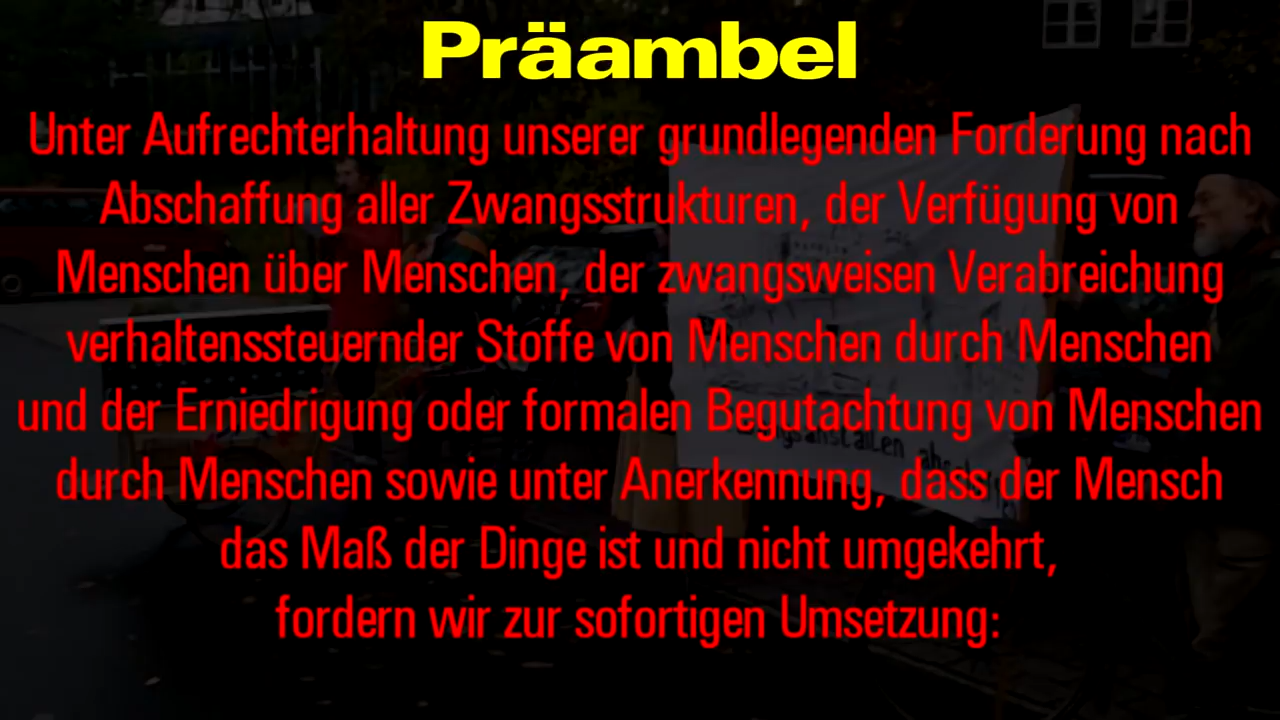 Präambel
Unter Aufrechterhaltung unserer grundlegenden Forderung nach
Abschaffung aller Zwangsstrukturen, der Verfügung von
Menschen über Menschen, der zwangsweisen Verabreichung
verhaltenssteuernder Stoffe von Menschen durch Menschen
und der Erniedrigung oder formalen Begutachtung von Menschen
durch Menschen sowie unter Anerkennung, dass der Mensch
das Maß der Dinge ist und nicht umgekehrt,
fordern wir zur sofortigen Umsetzung: